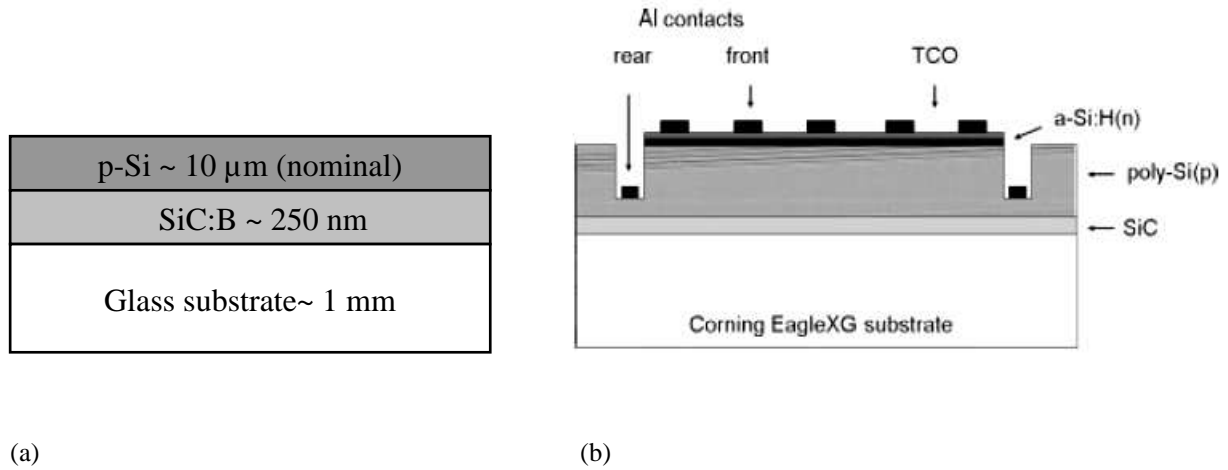 p-Si ~ 10 µm (nominal)
SiC:B ~ 250 nm
Glass substrate~ 1 mm
(a)
Al contacts
rear front TCO
a-Si:H(n)
poly-Si(p)
SiC
Corning EagleXG substrate
(b)